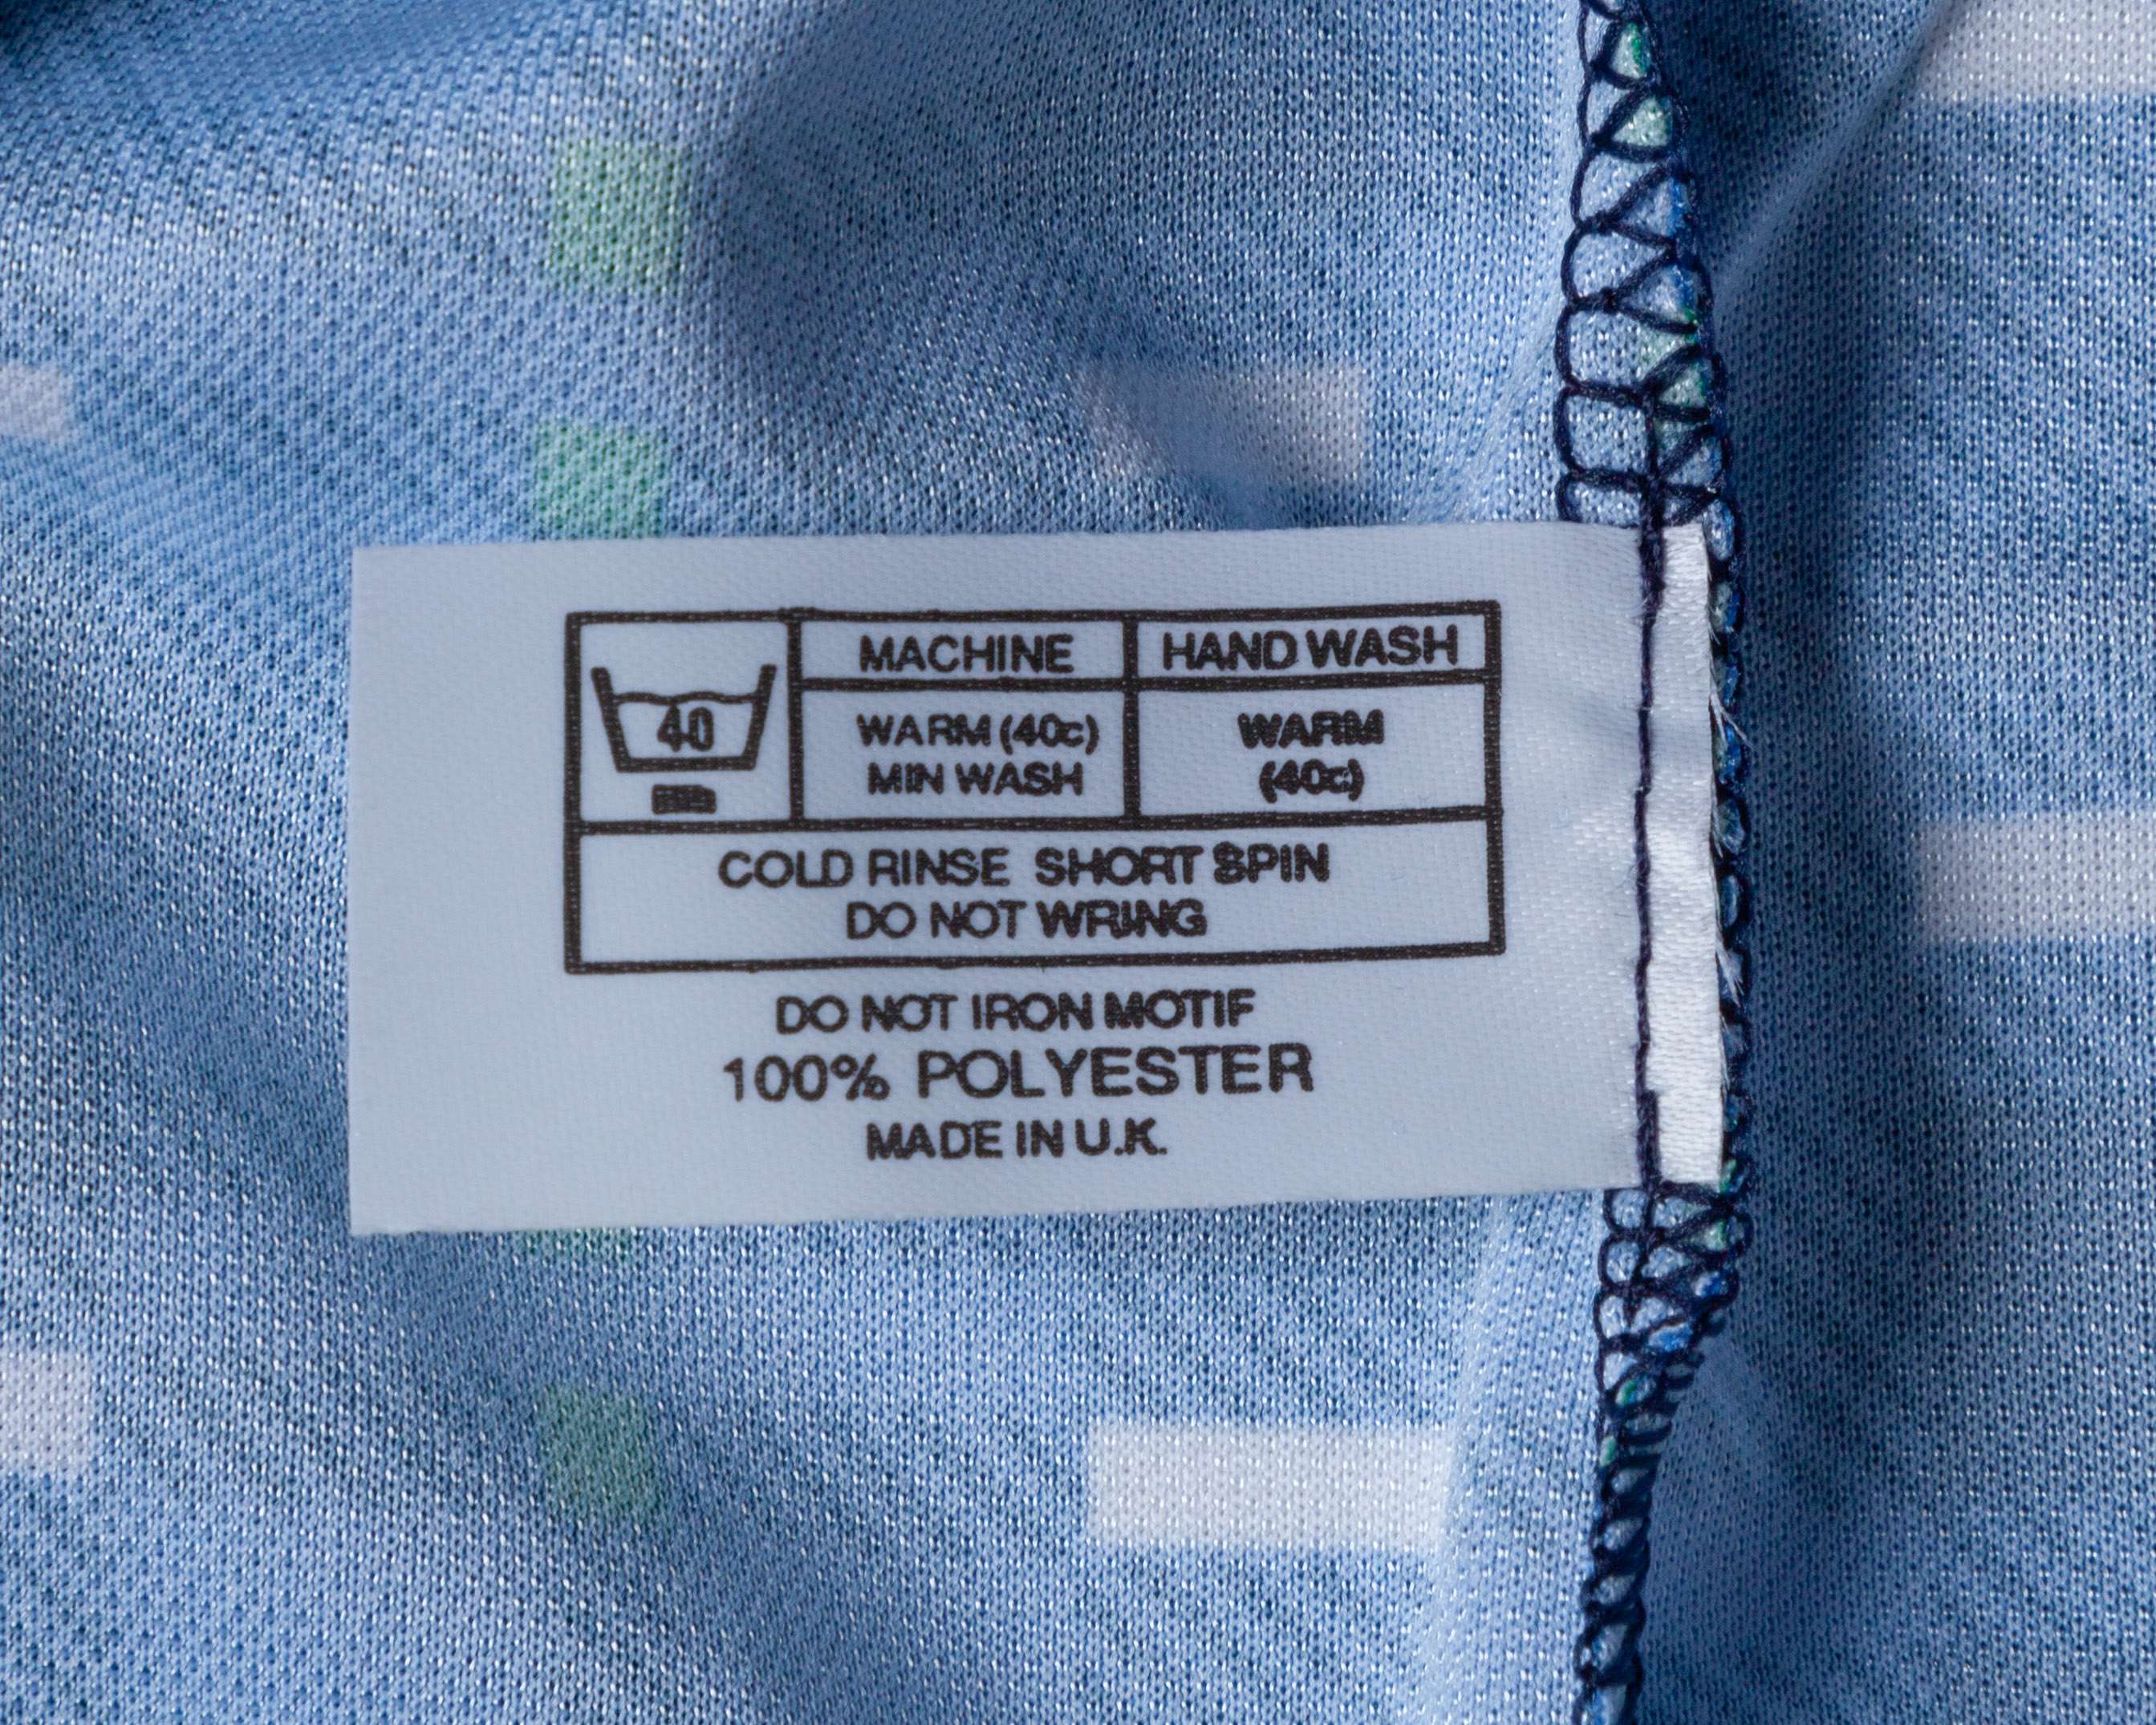 MACHINE HAND WASH
40
WARM (40c) WARM
MIN WASH (40c)
COLD RINSE SHORT SPIN
DO NOT WRING
DO NOT IRON MOTIF
100% POLYESTER
MADE IN U.K.